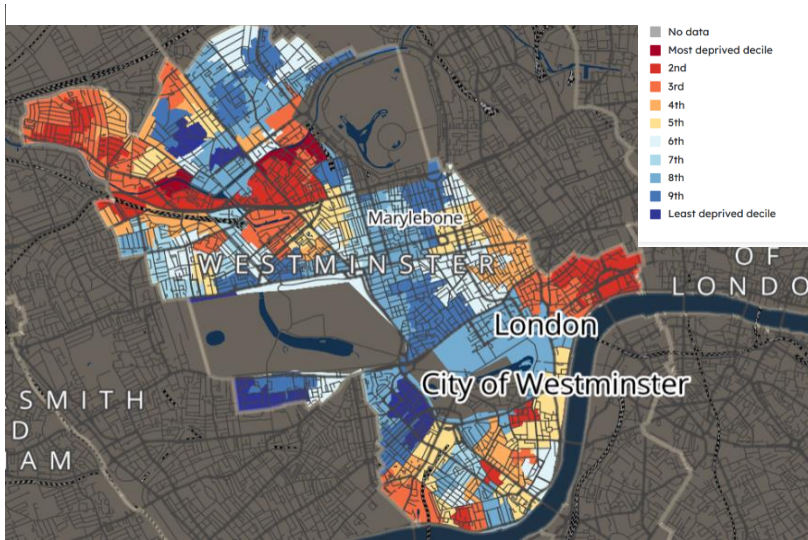 No data
Most deprived decile
2nd
3rd
4th
5th
6th
7th
8th
9th
Least deprived decile
Marylebone
WESTMINSTER
OF
LONDO
London
City of Westminster
RSMITH
D
AM